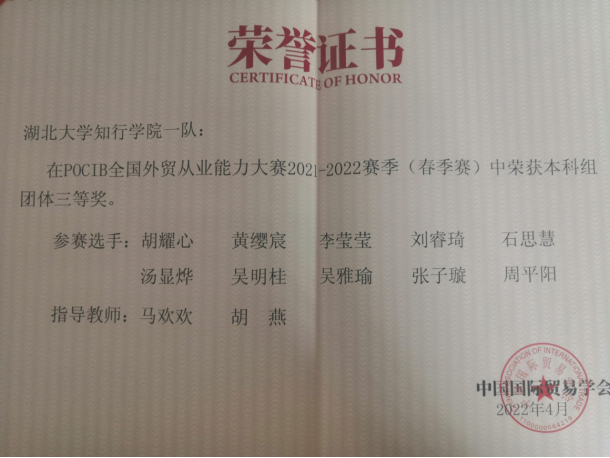 荣誉证书
CERTIFICATE OF HONOR
湖北大学知行学院一队：
在POCIB全国外贸从业能力大赛2021-2022赛季（春季赛）中荣获本科组
团体三等奖。
参赛选手：胡耀心 黄缨宸 李莹莹 刘睿琦 石思慧
汤显烨 吴明桂 吴雅瑜 张子璇 周平阳
指导教师：马欢欢 胡 燕
中国国际贸易学会
2022年4月